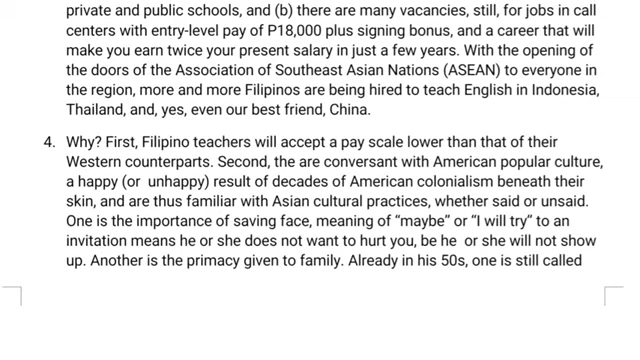 private and public schools, and (b) there are many vacancies, still, for jobs in call
centers with entry-level pay of P18,000 plus signing bonus, and a career that will
make you earn twice your present salary in just a few years. With the opening of
the doors of the Association of Southeast Asian Nations (ASEAN) to everyone in
the region, more and more Filipinos are being hired to teach English in Indonesia,
Thailand, and, yes, even our best friend, China.
4. Why? First, Filipino teachers will accept a pay scale lower than that of their
Western counterparts. Second, the are conversant with American popular culture,
a happy (or unhappy) result of decades of American colonialism beneath their
skin, and are thus familiar with Asian cultural practices, whether said or unsaid.
One is the importance of saving face, meaning of “maybe” or “I will try” to an
invitation means he or she does not want to hurt you, be he or she will not show
up. Another is the primacy given to family. Already in his 50s, one is still called